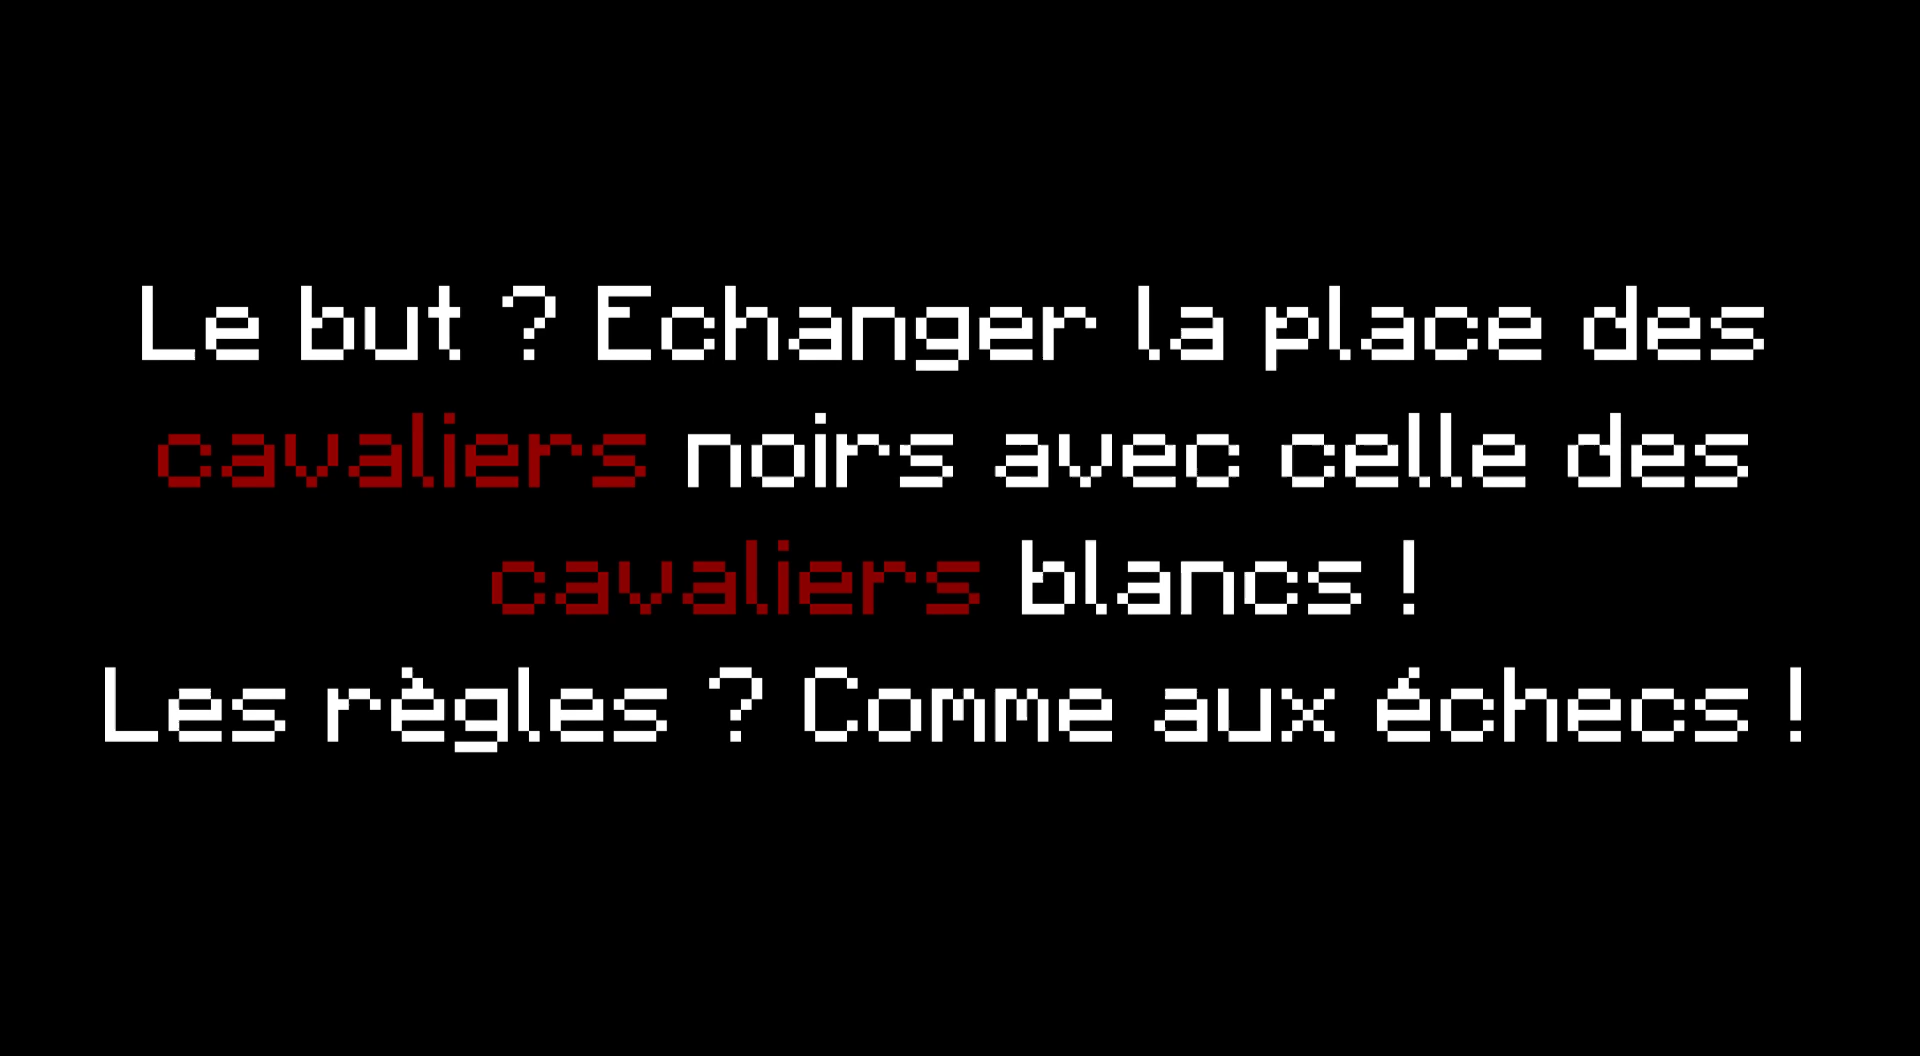 Le but ? Echanger la place des
cavaliers noirs avec celle des
cavaliers blancs !
Les règles ? Comme aux échecs !